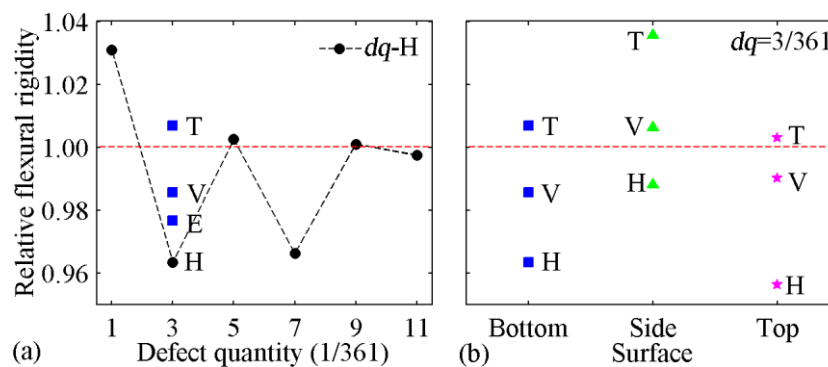 1.04
1.02
1.00
0.98
0.96
Relative flexural rigidity
dq-H
T
V
E
H
1 3 5 7 9 11
(a) Defect quantity (1/361)
T
dq=3/361
T V T
V H V
H H
Bottom Side Top
(b) Surface